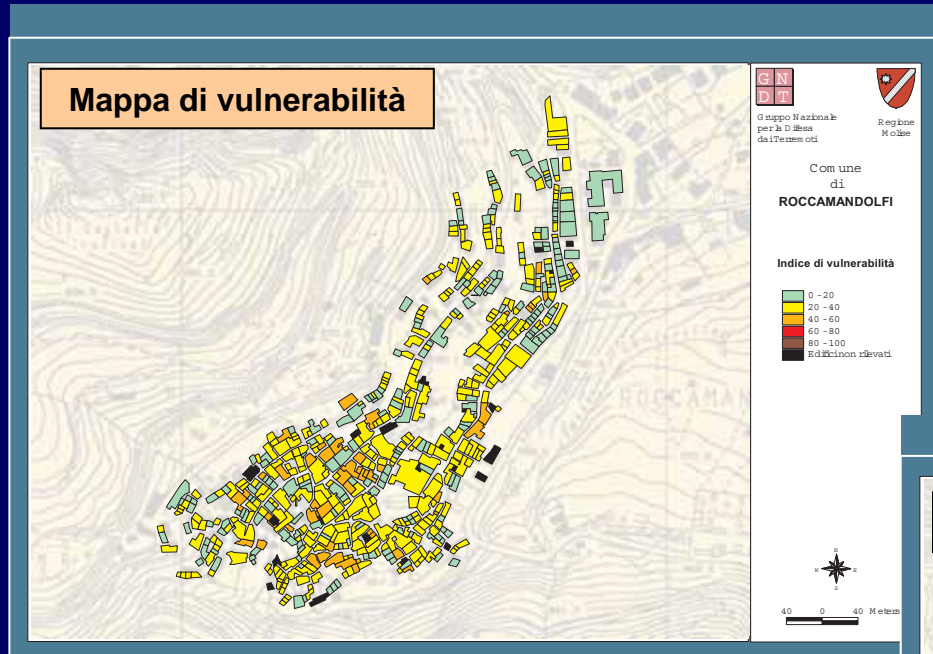 Mappa di vulnerabilità
G N
D T
Gruppo Nazionale
per la Difesa
dai Terremoti
Regione
Molise
Comune
di
ROCCAMANDOLFI
Indice di vulnerabilità
0 - 20
20 - 40
40 - 60
60 - 80
80 - 100
Edifici non rilevati
ROCCAMA
N
W E
S
40 0 40 Meters